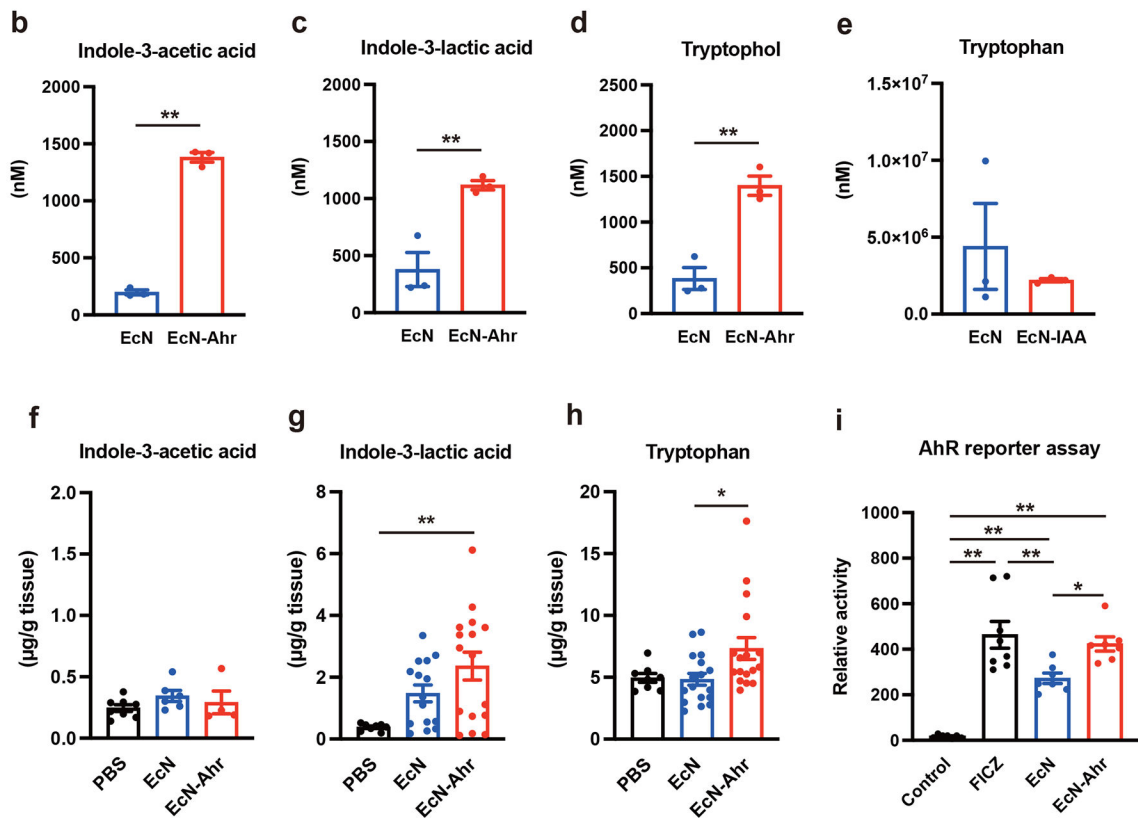 b
Indole-3-acetic acid
2000
**
1500
1000
500
0
(nM)
EcN
EcN-Ahr
c
Indole-3-lactic acid
2000
1500
**
1000
500
0
(nM)
EcN
EcN-Ahr
d
Tryptophol
2500
2000
**
1500
1000
500
0
(nM)
EcN
EcN-Ahr
e
Tryptophan
1.5×10⁷
1.0×10⁷
5.0×10⁶
0.0
(nM)
EcN
EcN-IAA
f
Indole-3-acetic acid
2.0
1.5
1.0
0.5
0.0
(µg/g tissue)
PBS
EcN
EcN-Ahr
g
Indole-3-lactic acid
8
**
6
4
2
0
(µg/g tissue)
PBS
EcN
EcN-Ahr
h
Tryptophan
20
*
15
10
5
0
(µg/g tissue)
PBS
EcN
EcN-Ahr
i
AhR reporter assay
1000
**
**
800
** **
600
*
400
200
0
Relative activity
Control
FICZ
EcN
EcN-Ahr